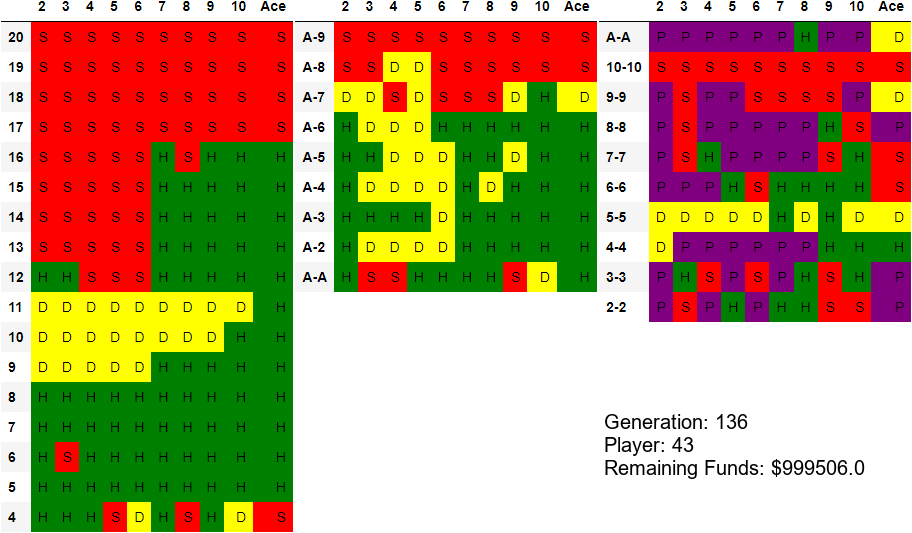 2 3 4 5 6 7 8 9 10 Ace
20 S S S S S S S S S S
19 S S S S S S S S S S
18 S S S S S S S S S S
17 S S S S S S S S S S
16 S S S S S H S H H H
15 S S S S S H H H H H
14 S S S S S H H H H H
13 S S S S S H H H H H
12 H H S S S H H H H H
11 D D D D D D D D D H
10 D D D D D D D D H H
9 D D D D D H H H H H
8 H H H H H H H H H H
7 H H H H H H H H H H
6 H S H H H H H H H H
5 H H H H H H H H H H
4 H H H S D H S H D S
2 3 4 5 6 7 8 9 10 Ace
A-9 S S S S S S S S S S
A-8 S S D D S S S S S S
A-7 D D S D S S S D H D
A-6 H D D D H H H H H H
A-5 H H D D D H H D H H
A-4 H D D D D H D H H H
A-3 H H H H D H H H H H
A-2 H D D D D H H H H H
A-A H S S H H H H S D H
2 3 4 5 6 7 8 9 10 Ace
A-A P P P P P P H P P D
10-10 S S S S S S S S S S
9-9 P S P P S S S S P D
8-8 P S P P P P P H S P
7-7 P S H P P P P S H S
6-6 P P P H S H H H H S
5-5 D D D D D H D H D D
4-4 D P P P P P P H H H
3-3 P H S P S P H S H P
2-2 P S P H P H H S S P
Generation: 136
Player: 43
Remaining Funds: $999506.0